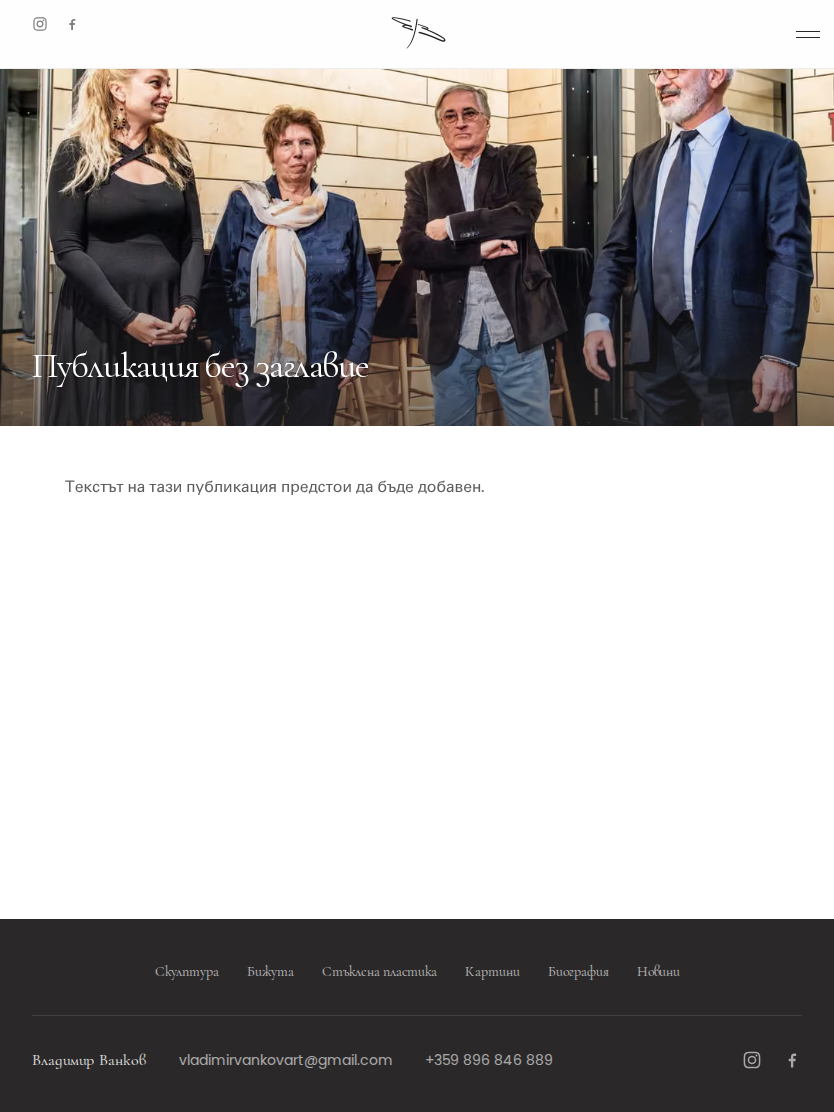 Публикация без заглавие
Текстът на тази публикация предстои да бъде добавен.
Скулптура Бижута Стъклена пластика Картини Биография Новини
Владимир Ванков vladimirvankovart@gmail.com +359 896 846 889